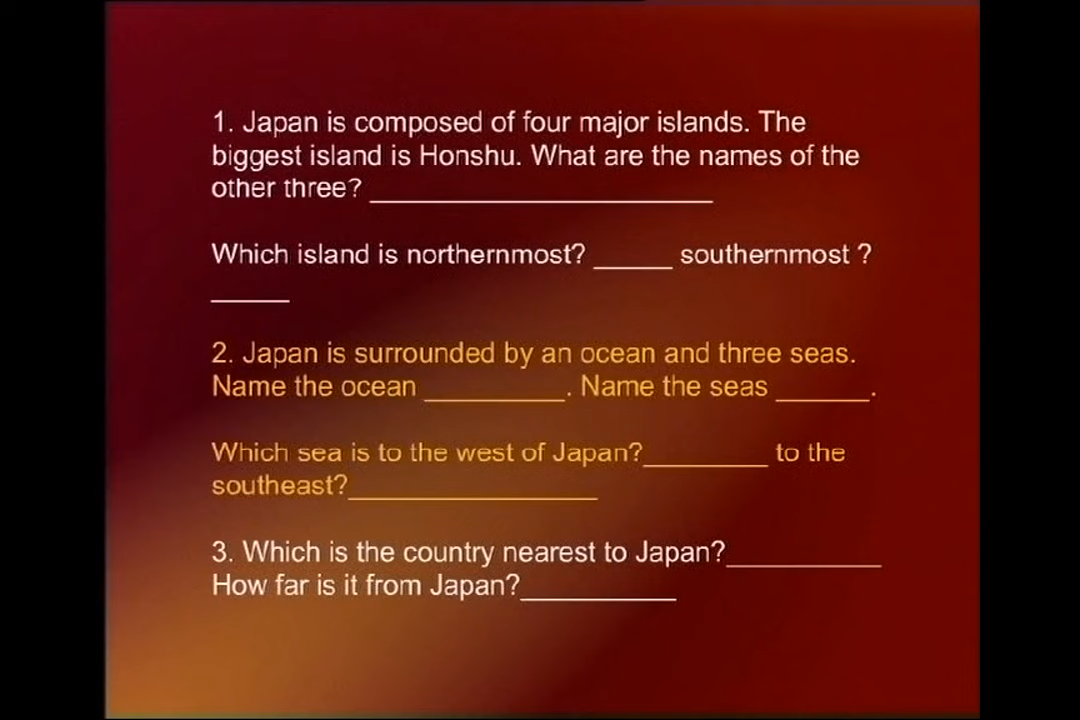 1. Japan is composed of four major islands. The
biggest island is Honshu. What are the names of the
other three? ______________________
Which island is northernmost? _____ southernmost ?
_____
2. Japan is surrounded by an ocean and three seas.
Name the ocean _________. Name the seas ______.
Which sea is to the west of Japan?________ to the
southeast?________________
3. Which is the country nearest to Japan?__________
How far is it from Japan?__________